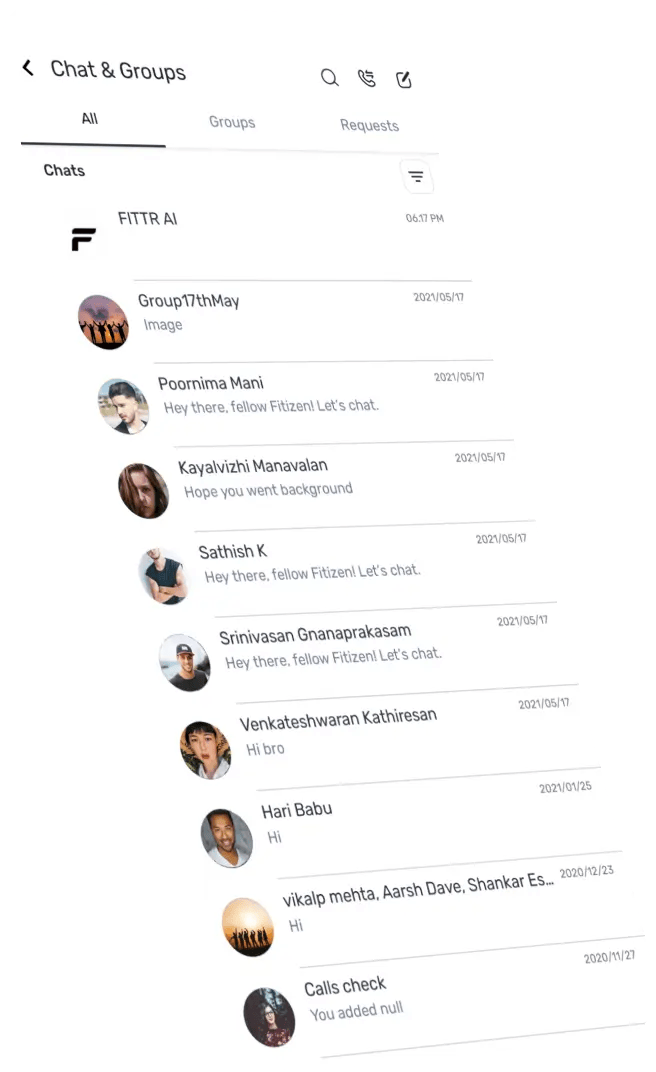 Chat & Groups
All Groups Requests
Chats
FITTR AI 06:17 PM
Group17thMay 2021/05/17
Image
Poornima Mani 2021/05/17
Hey there, fellow Fitizen! Let's chat.
Kayalvizhi Manavalan 2021/05/17
Hope you went background
Sathish K 2021/05/17
Hey there, fellow Fitizen! Let's chat.
Srinivasan Gnanaprakasam 2021/05/17
Hey there, fellow Fitizen! Let's chat.
Venkateshwaran Kathiresan 2021/05/17
Hi bro
Hari Babu 2021/01/25
Hi
vikalp mehta, Aarsh Dave, Shankar Es... 2020/12/23
Hi
Calls check 2020/11/27
You added null